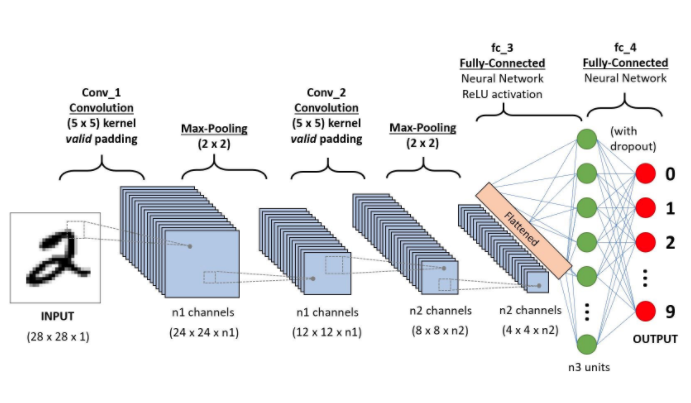 fc_3
Fully-Connected
Neural Network
ReLU activation
fc_4
Fully-Connected
Neural Network
Conv_1
Convolution
(5 x 5) kernel
valid padding
Max-Pooling
(2 x 2)
Conv_2
Convolution
(5 x 5) kernel
valid padding
Max-Pooling
(2 x 2)
(with
dropout)
Flattened
0
1
2
9
OUTPUT
INPUT
(28 x 28 x 1)
n1 channels
(24 x 24 x n1)
n1 channels
(12 x 12 x n1)
n2 channels
(8 x 8 x n2)
n2 channels
(4 x 4 x n2)
n3 units
2